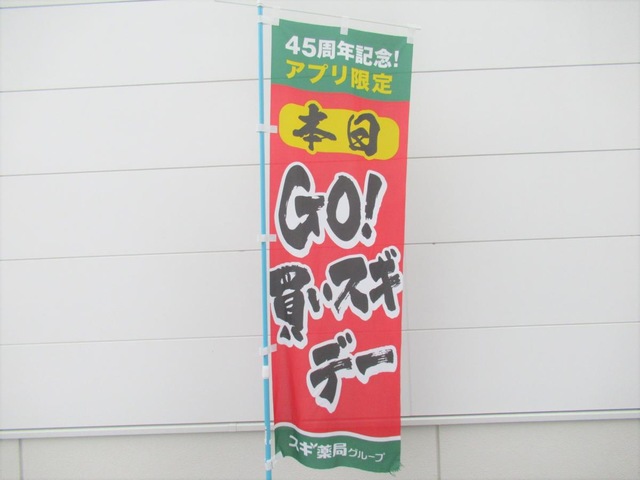 45周年記念!
アプリ限定
本日
GO!
買いスギ
デー
スギ薬局グループ